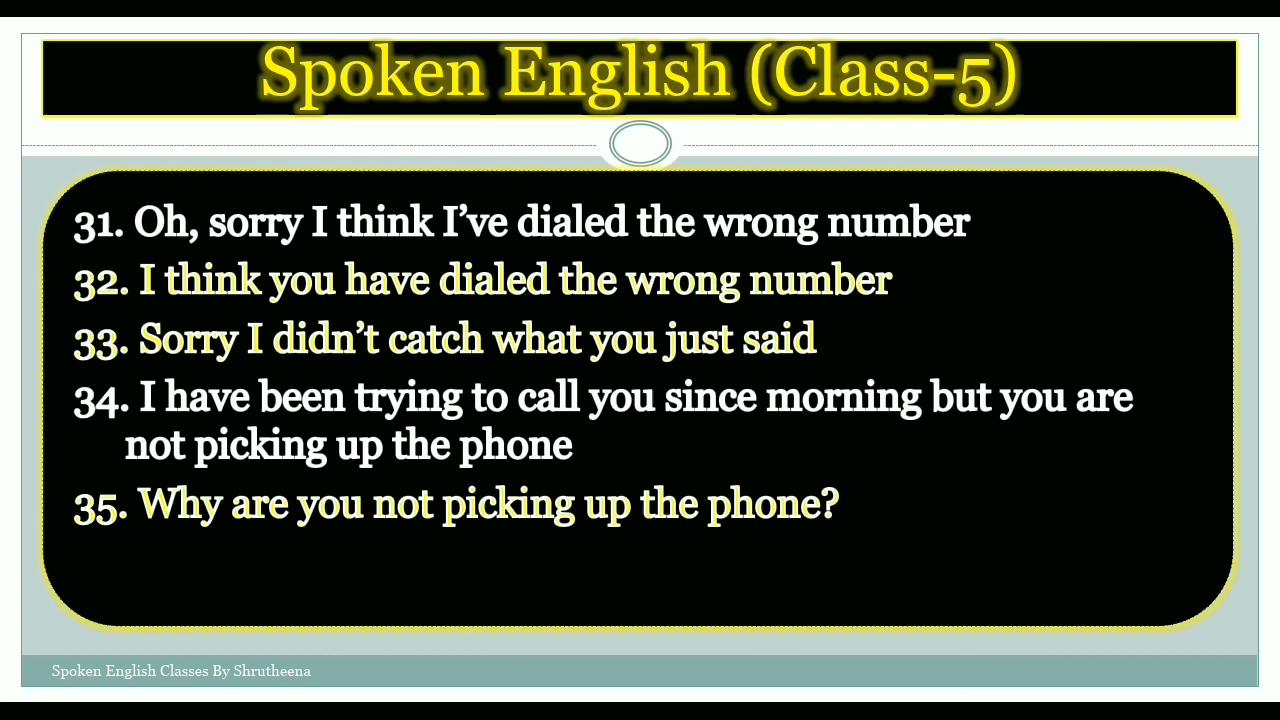 Spoken English (Class-5)
31. Oh, sorry I think I’ve dialed the wrong number
32. I think you have dialed the wrong number
33. Sorry I didn’t catch what you just said
34. I have been trying to call you since morning but you are
not picking up the phone
35. Why are you not picking up the phone?
Spoken English Classes By Shrutheena